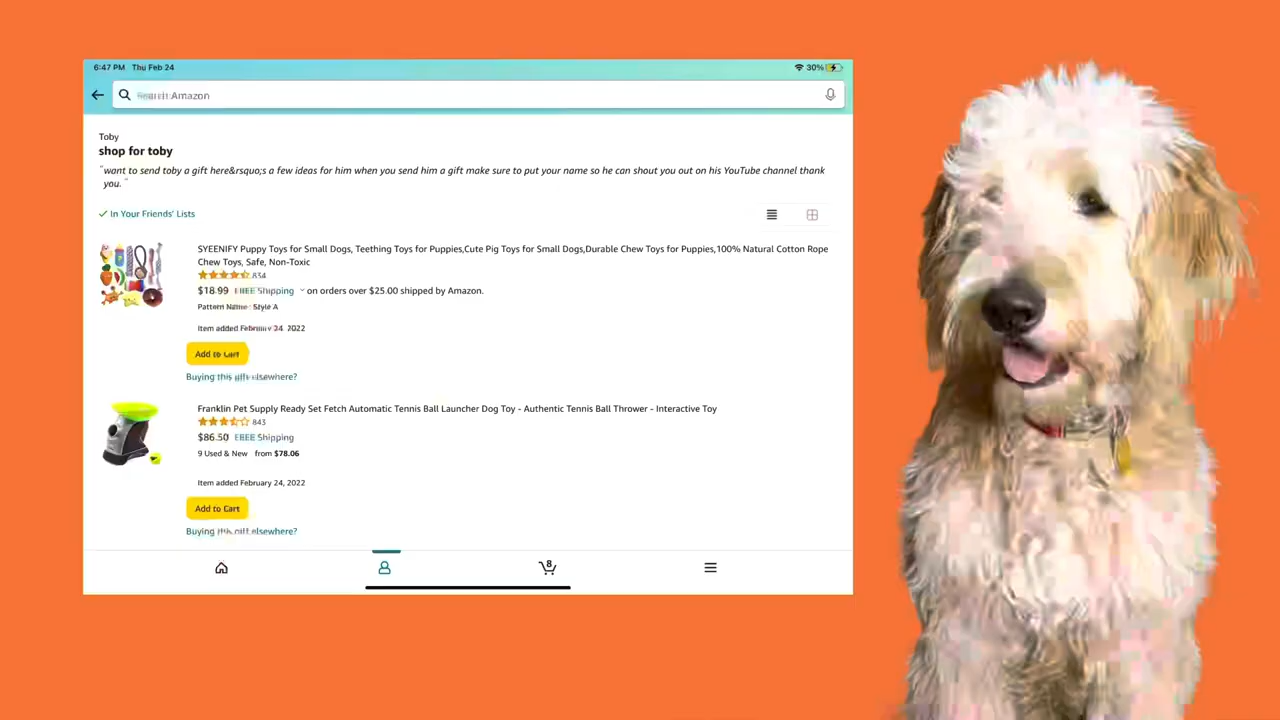 6:47 PM Thu Feb 24
30%
Search Amazon
Toby
shop for toby
"want to send toby a gift here&rsquo;s a few ideas for him when you send him a gift make sure to put your name so he can shout you out on his YouTube channel thank
you. "
In Your Friends' Lists
SYEENIFY Puppy Toys for Small Dogs, Teething Toys for Puppies,Cute Pig Toys for Small Dogs,Durable Chew Toys for Puppies,100% Natural Cotton Rope
Chew Toys, Safe, Non-Toxic
834
$18.99 FREE Shipping on orders over $25.00 shipped by Amazon.
Pattern Name : Style A
Item added February 24, 2022
Add to Cart
Buying this gift elsewhere?
Franklin Pet Supply Ready Set Fetch Automatic Tennis Ball Launcher Dog Toy - Authentic Tennis Ball Thrower - Interactive Toy
843
$86.50 FREE Shipping
9 Used & New from $78.06
Item added February 24, 2022
Add to Cart
Buying this gift elsewhere?
8